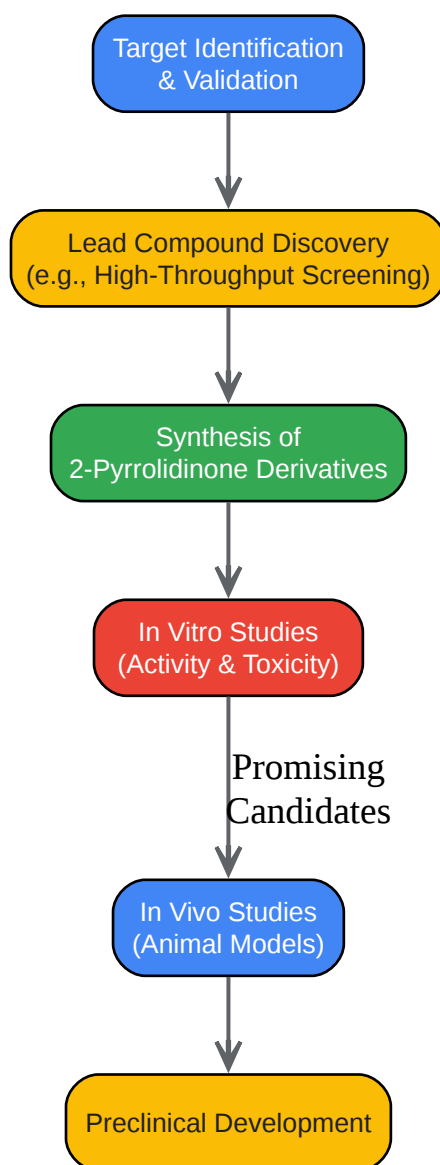 Target Identification
& Validation
Lead Compound Discovery
(e.g., High-Throughput Screening)
Synthesis of
2-Pyrrolidinone Derivatives
In Vitro Studies
(Activity & Toxicity)
Promising
Candidates
In Vivo Studies
(Animal Models)
Preclinical Development